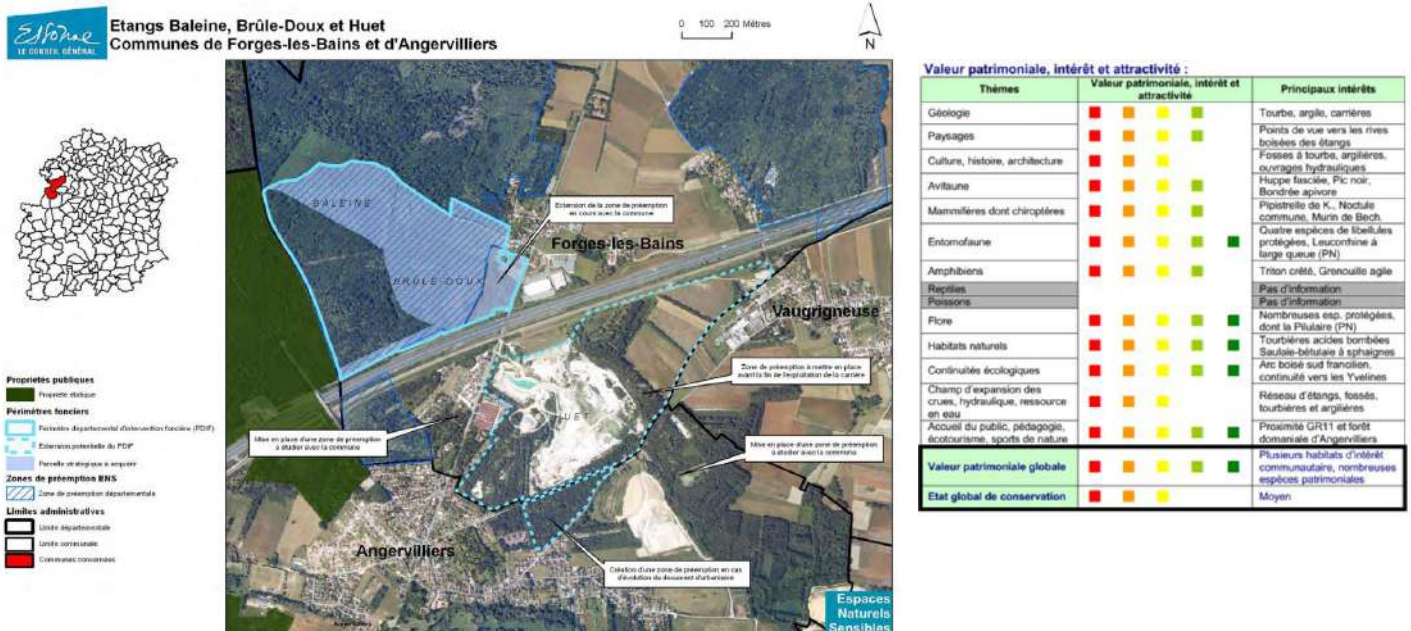 Essonne
LE CONSEIL GÉNÉRAL
Etangs Baleine, Brûle-Doux et Huet
Communes de Forges-les-Bains et d'Angervilliers
0 100 200 Mètres
N
BALEINE
BRÛLE DOUX
Extension de la zone de préemption
en cours avec la commune
Forges-les-Bains
Vaugrigneuse
Zone de préemption à mettre en place
avant la fin de l'exploitation de la carrière
HUET
Mise en place d'une zone de préemption
à étudier avec la commune
Mise en place d'une zone de préemption
à étudier avec la commune
Angervilliers
Création d'une zone de préemption en cas
d'évolution du document d'urbanisme
Angervilliers
Espaces
Naturels
Sensibles
Propriétés publiques
Propriété étatique
Périmètres fonciers
Périmètre départemental d'intervention foncière (PDIF)
Extension potentielle du PDIF
Parcelle stratégique à acquérir
Zones de préemption ENS
Zone de préemption départementale
Limites administratives
Limite départementale
Limite communale
Communes concernées
Valeur patrimoniale, intérêt et attractivité :
Thèmes Valeur patrimoniale, intérêt et attractivité Principaux intérêts
Géologie Tourbe, argile, carrières
Paysages Points de vue vers les rives
boisées des étangs
Culture, histoire, architecture Fosses à tourbe, argilières,
ouvrages hydrauliques
Avifaune Huppe fasciée, Pic noir,
Bondrée apivore
Mammifères dont chiroptères Pipistrelle de K., Noctule
commune, Murin de Bech.
Entomofaune Quatre espèces de libellules
protégées, Leucorrhine à
large queue (PN)
Amphibiens Triton crêté, Grenouille agile
Reptiles Pas d'information
Poissons Pas d'information
Flore Nombreuses esp. protégées,
dont la Pilulaire (PN)
Habitats naturels Tourbières acides bombées
Saulaie-bétulaie à sphaignes
Continuités écologiques Arc boisé sud francilien,
continuité vers les Yvelines
Champ d'expansion des
crues, hydraulique, ressource
en eau Réseau d'étangs, fossés,
tourbières et argilières
Accueil du public, pédagogie,
écotourisme, sports de nature Proximité GR11 et forêt
domaniale d'Angervilliers
Valeur patrimoniale globale Plusieurs habitats d'intérêt
communautaire, nombreuses
espèces patrimoniales
Etat global de conservation Moyen